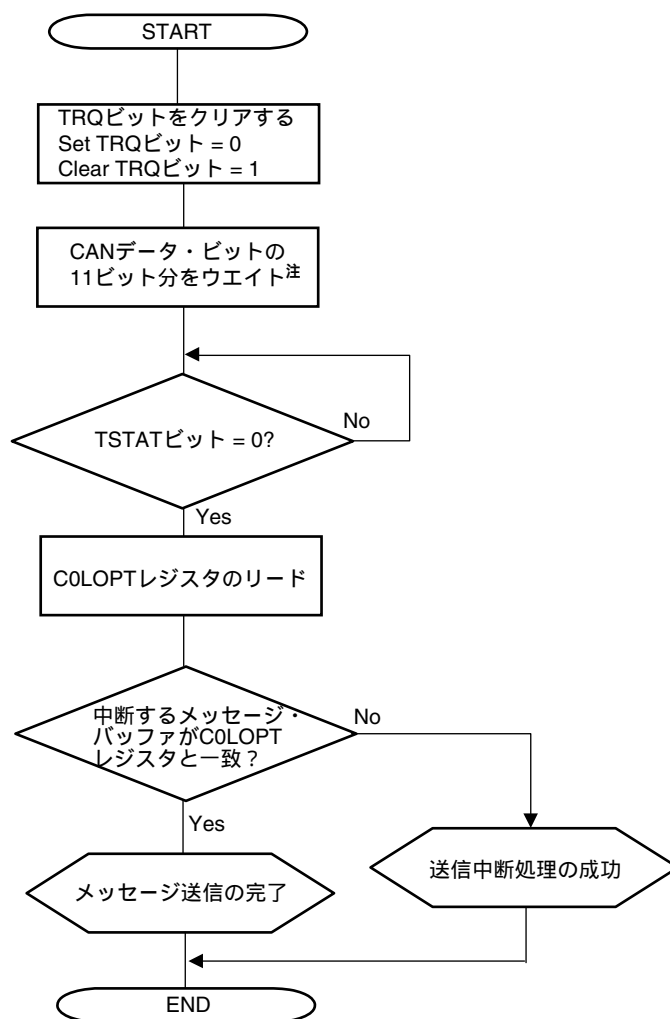 START
TRQビットをクリアする
Set TRQビット = 0
Clear TRQビット = 1
CANデータ・ビットの
11ビット分をウエイト注
TSTATビット = 0?
No
Yes
C0LOPTレジスタのリード
中断するメッセージ・
バッファがC0LOPT
レジスタと一致？
No
Yes
メッセージ送信の完了
送信中断処理の成功
END